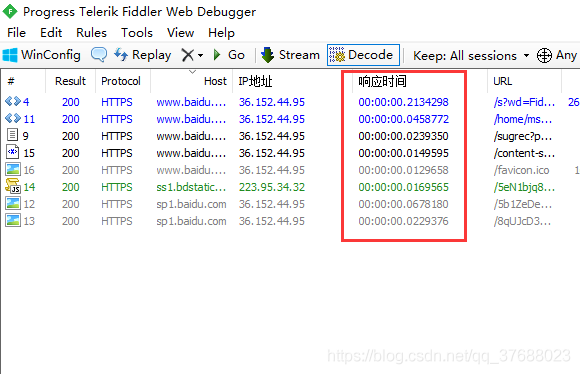 Progress Telerik Fiddler Web Debugger
File Edit Rules Tools View Help
WinConfig Replay Go Stream Decode Keep: All sessions Any
# Result Protocol Host IP地址 响应时间 URL
4 200 HTTPS www.baidu.... 36.152.44.95 00:00:00.2134298 /s?wd=Fid... 26
11 200 HTTPS www.baidu.... 36.152.44.95 00:00:00.0458772 /home/ms...
9 200 HTTPS www.baidu.... 36.152.44.95 00:00:00.0239350 /sugrec?p...
15 200 HTTPS www.baidu.... 36.152.44.95 00:00:00.0149595 /content-s...
16 200 HTTPS www.baidu.... 36.152.44.95 00:00:00.0129658 /favicon.ico 1
14 200 HTTPS ss1.bdstatic... 223.95.34.32 00:00:00.0169565 /5eN1bjq8...
12 200 HTTPS sp1.baidu.com 36.152.44.95 00:00:00.0678180 /5b1ZeDe...
13 200 HTTPS sp1.baidu.com 36.152.44.95 00:00:00.0229376 /8qUJcD3...
https://blog.csdn.net/qq_37688023